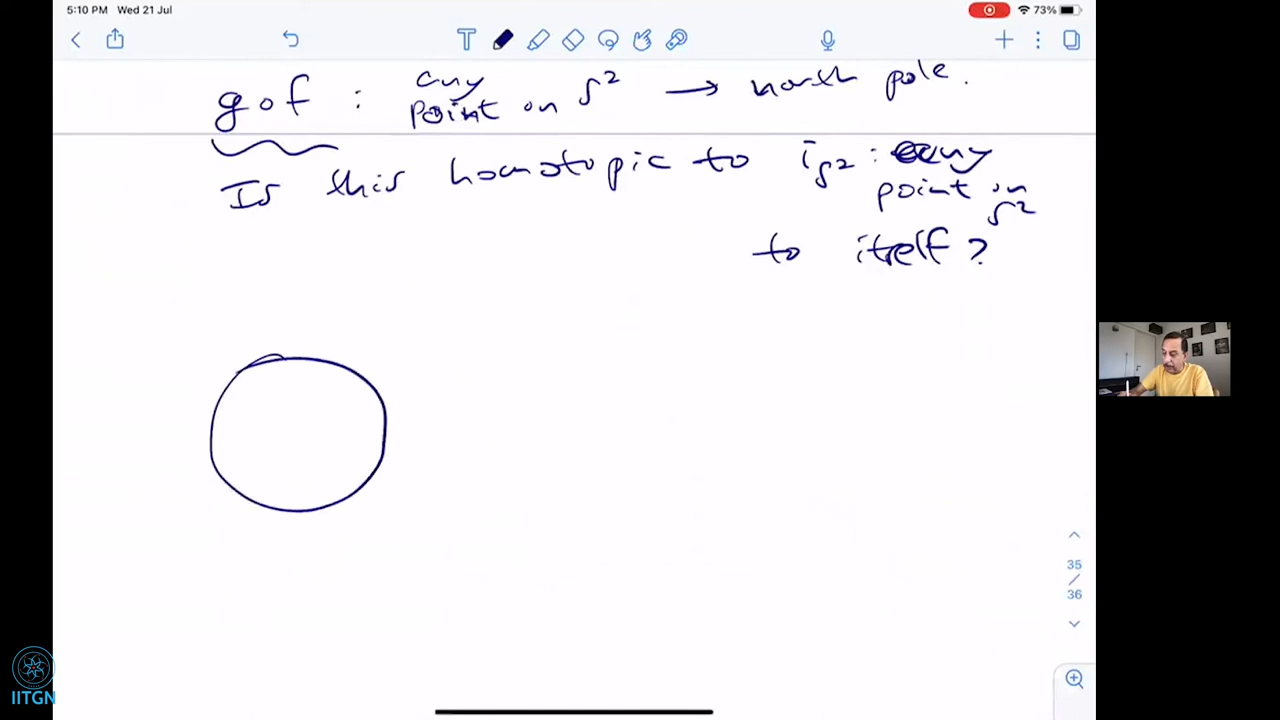 5:10 PM Wed 21 Jul
73%
any
g o f : point on S² → north pole.
Is this homotopic to i_S² : any
point on
S²
to itself?
35
36
IITGN